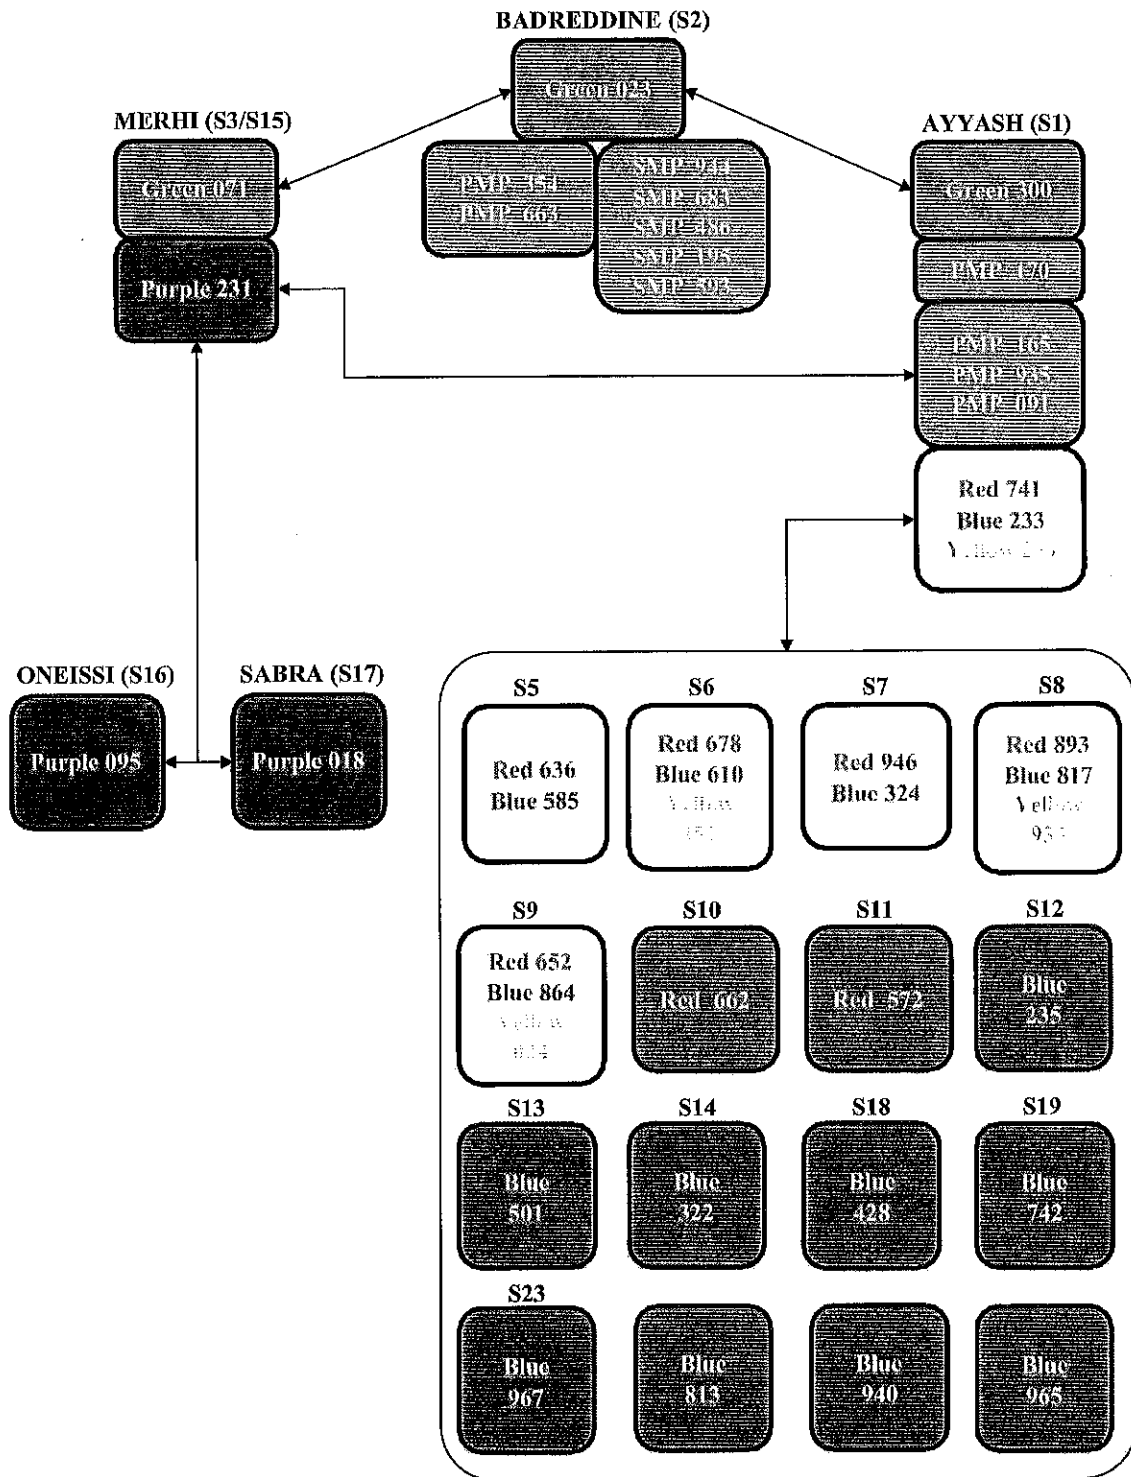 BADREDDINE (S2)
Green 023
MERHI (S3/S15)
Green 071
Purple 231
PMP 354
PMP 663
SMP 944
SMP 683
SMP 486
SMP 195
SMP 593
AYYASH (S1)
Green 300
PMP 170
PMP 165
PMP 935
PMP 091
Red 741
Blue 233
Yellow
ONEISSI (S16)
Purple 095
SABRA (S17)
Purple 018
S5
Red 636
Blue 585
S6
Red 678
Blue 610
Yellow
S7
Red 946
Blue 324
S8
Red 893
Blue 817
Yellow
S9
Red 652
Blue 864
Yellow
S10
Red 662
S11
Red 572
S12
Blue
235
S13
Blue
501
S14
Blue
322
S18
Blue
428
S19
Blue
742
S23
Blue
967
Blue
813
Blue
940
Blue
965